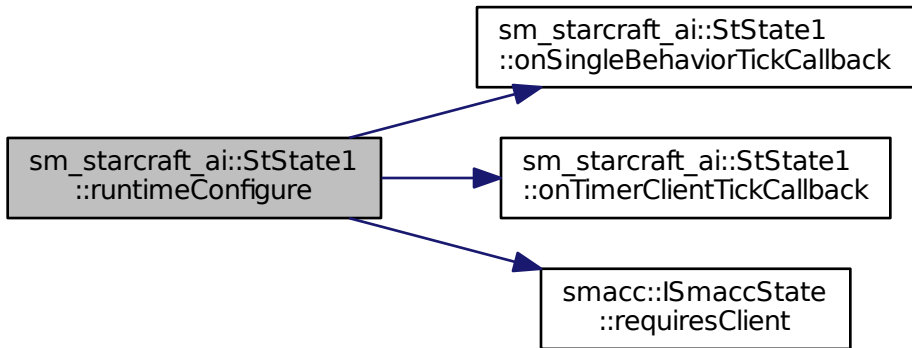 sm_starcraft_ai::StState1
::onSingleBehaviorTickCallback
sm_starcraft_ai::StState1
::runtimeConfigure
sm_starcraft_ai::StState1
::onTimerClientTickCallback
smacc::ISmaccState
::requiresClient